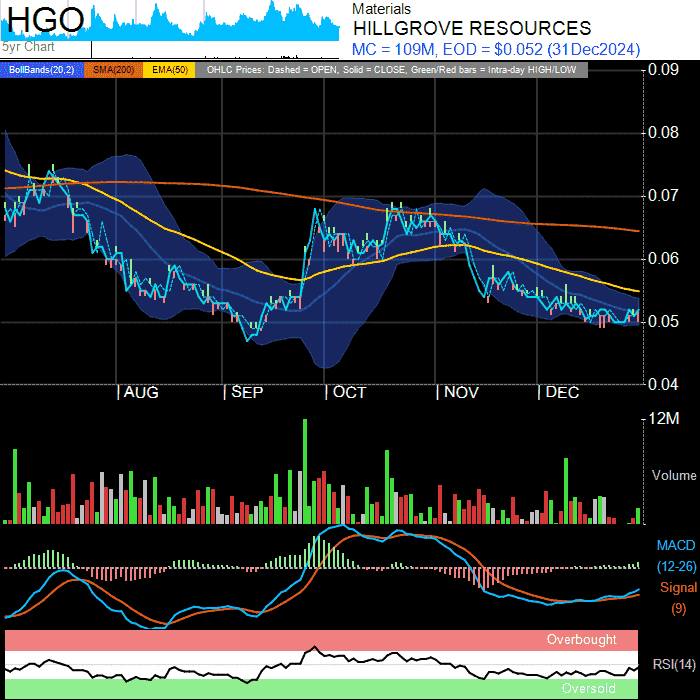 HGO
5yr Chart
Materials
HILLGROVE RESOURCES
MC = 109M, EOD = $0.052 (31Dec2024)
BollBands(20,2) SMA(200) EMA(50) OHLC Prices: Dashed = OPEN, Solid = CLOSE, Green/Red bars = Intra-day HIGH/LOW
0.09
0.08
0.07
0.06
0.05
0.04
AUG SEP OCT NOV DEC
12M
Volume
MACD
(12-26)
Signal
(9)
Overbought
RSI(14)
Oversold